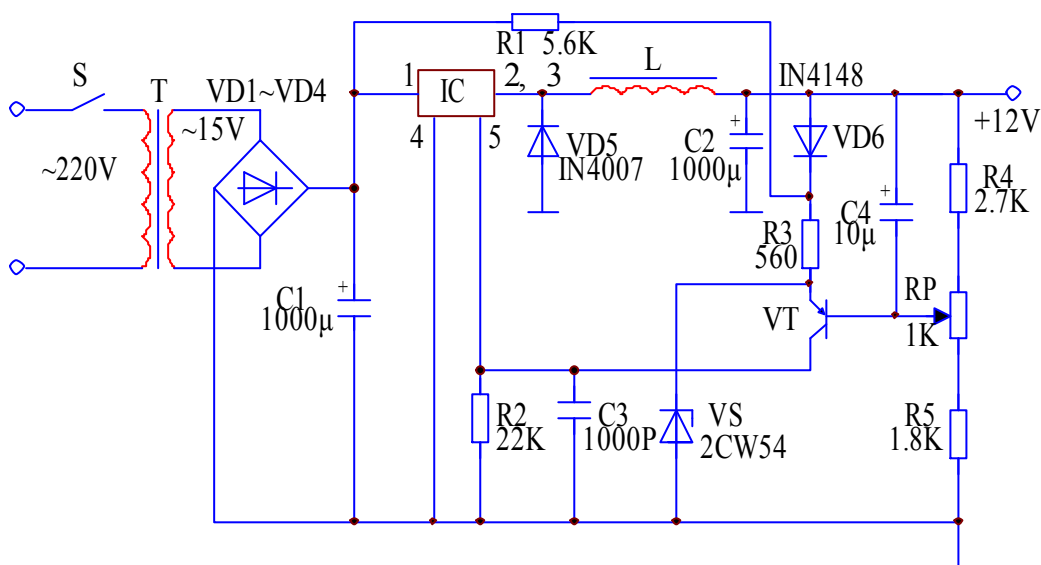 R1 5.6K
S
T
VD1~VD4
1
IC
2, 3
L
IN4148
~15V
4
5
+12V
~220V
VD5
IN4007
C2
1000μ
+
VD6
R4
2.7K
C4
10μ
+
R3
560
C1
1000μ
+
VT
RP
1K
R2
22K
C3
1000P
VS
2CW54
R5
1.8K